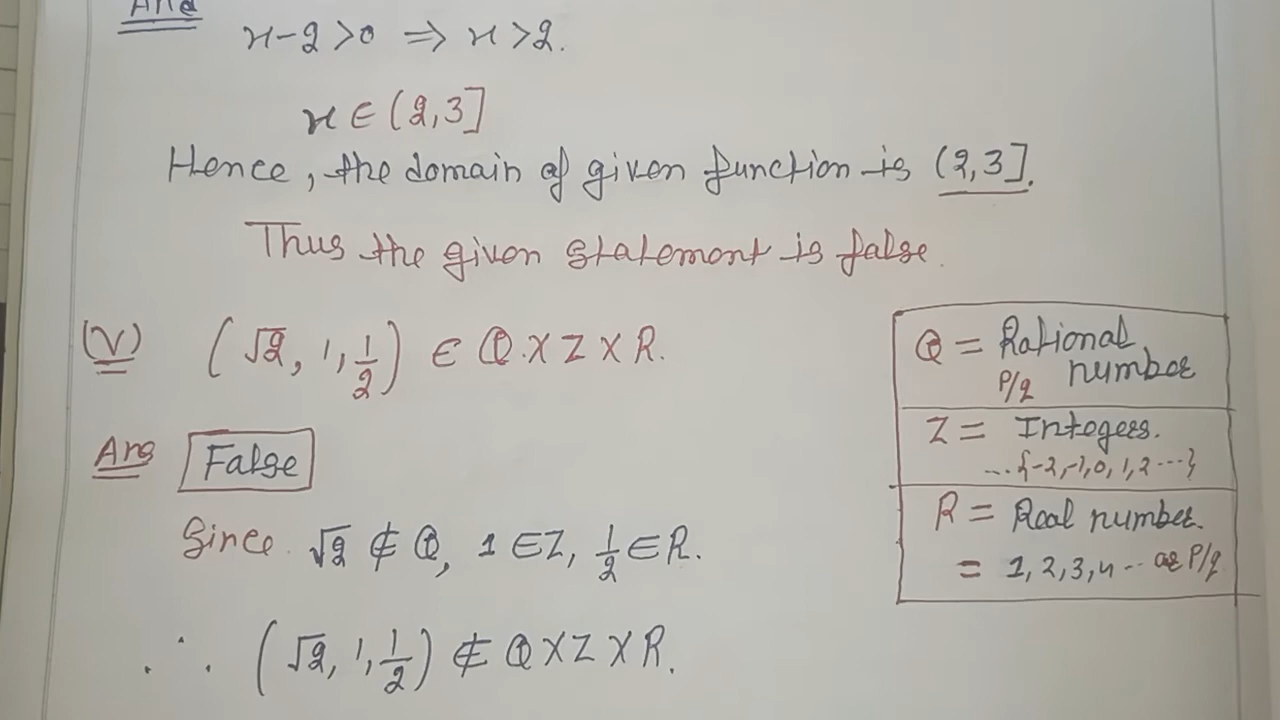 And
x-2>0 ⇒ x>2.
x ∈ (2,3]
Hence, the domain of given function is (2,3].
Thus the given statement is false.
(V) (√2, 1, 1/2) ∈ Q × Z × R.
Ans False
Since √2 ∉ Q, 1 ∈ Z, 1/2 ∈ R.
∴ (√2, 1, 1/2) ∉ Q × Z × R.
Q = Rational
P/q number
Z = Integers.
...{-2,-1,0,1,2...}
R = Real number.
= 1,2,3,4... or P/q